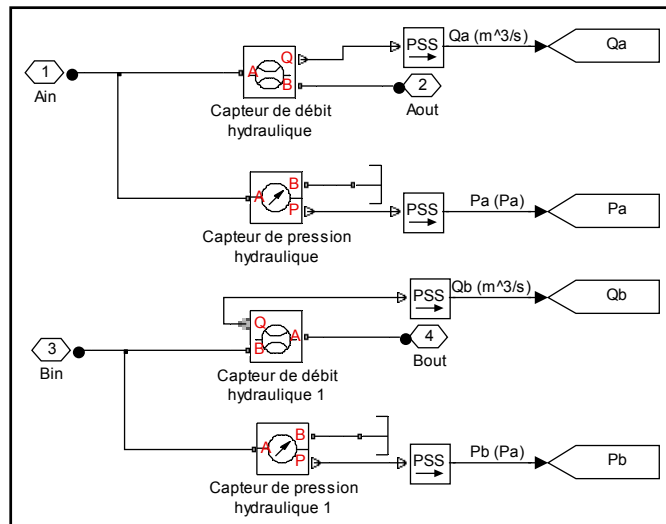 Qa (m^3/s)
Q
PSS
Qa
1
A
B
2
Ain
Aout
Capteur de débit
hydraulique
B
Pa (Pa)
A
P
PSS
Pa
Capteur de pression
hydraulique
Qb (m^3/s)
PSS
Qb
Q
A
3
B
4
Bin
Bout
Capteur de débit
hydraulique 1
B
Pb (Pa)
A
P
PSS
Pb
Capteur de pression
hydraulique 1